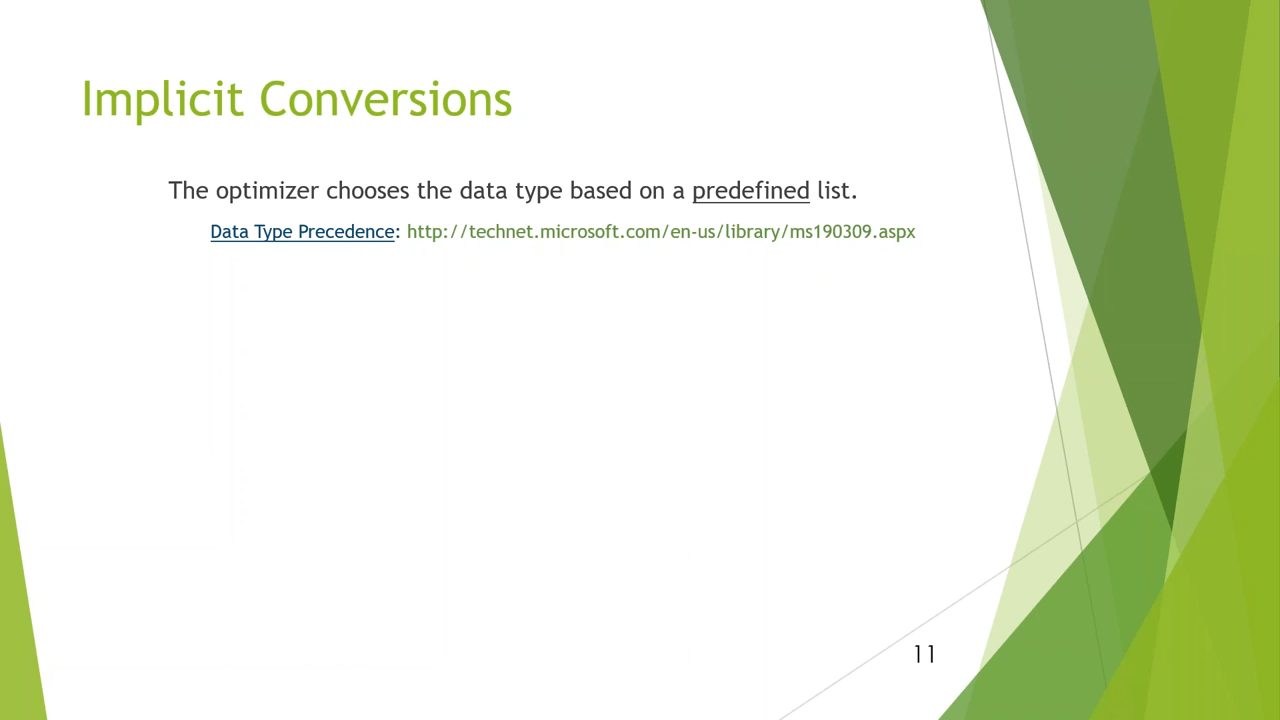 Implicit Conversions
The optimizer chooses the data type based on a predefined list.
Data Type Precedence: http://technet.microsoft.com/en-us/library/ms190309.aspx
11